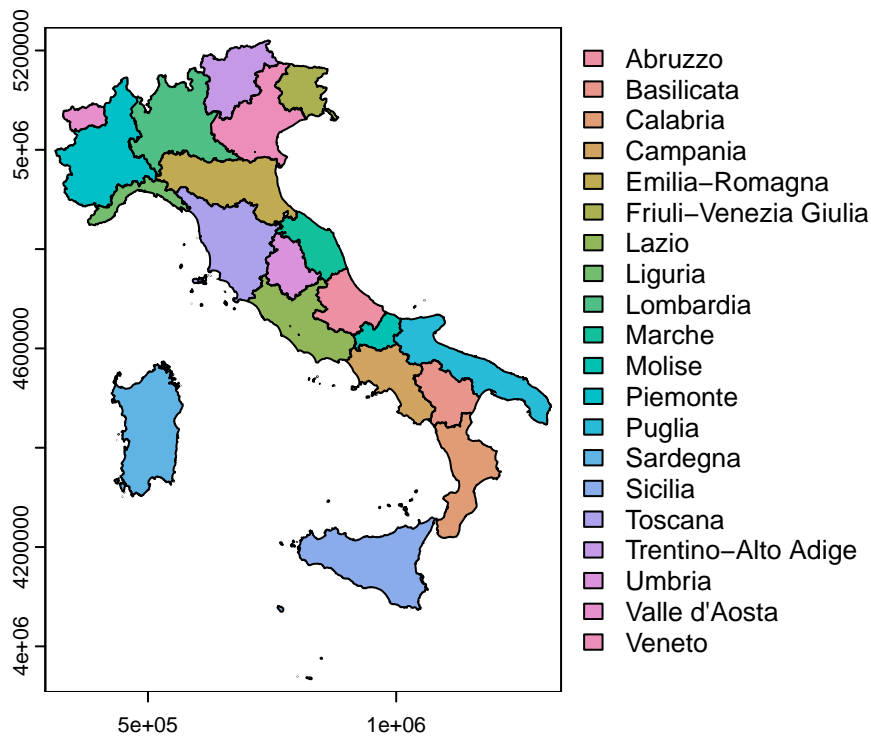 5200000
5e+06
4600000
4200000
4e+06
5e+05
1e+06
Abruzzo
Basilicata
Calabria
Campania
Emilia−Romagna
Friuli−Venezia Giulia
Lazio
Liguria
Lombardia
Marche
Molise
Piemonte
Puglia
Sardegna
Sicilia
Toscana
Trentino−Alto Adige
Umbria
Valle d'Aosta
Veneto